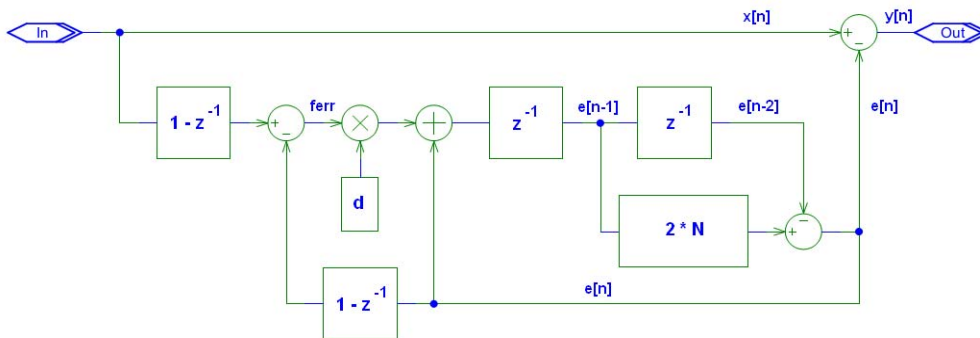 x[n]
y[n]
In
+
-
Out
ferr
e[n-1]
e[n-2]
e[n]
1 - z -1
+
-
z -1
z -1
d
2 * N
-
+
1 - z -1
e[n]